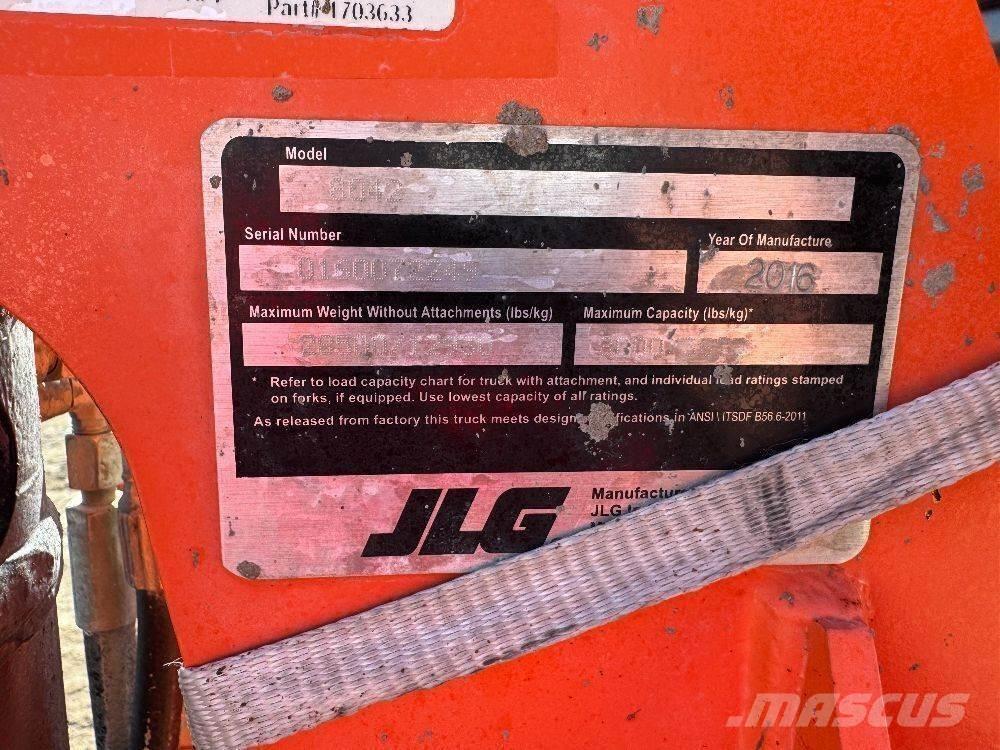 Part# 1703633
Model
8042
Serial Number
Year Of Manufacture
2016
Maximum Weight Without Attachments (lbs/kg)
Maximum Capacity (lbs/kg)*
* Refer to load capacity chart for truck with attachment, and individual load ratings stamped
on forks, if equipped. Use lowest capacity of all ratings.
As released from factory this truck meets design specifications in ANSI \ ITSDF B56.6-2011
JLG
JLG
MASCUS